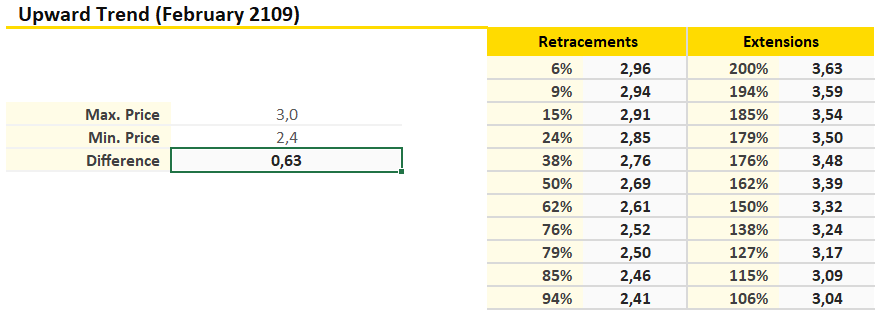 Upward Trend (February 2109)
Retracements Extensions
6% 2,96 200% 3,63
9% 2,94 194% 3,59
Max. Price 3,0 15% 2,91 185% 3,54
Min. Price 2,4 24% 2,85 179% 3,50
Difference 0,63 38% 2,76 176% 3,48
50% 2,69 162% 3,39
62% 2,61 150% 3,32
76% 2,52 138% 3,24
79% 2,50 127% 3,17
85% 2,46 115% 3,09
94% 2,41 106% 3,04